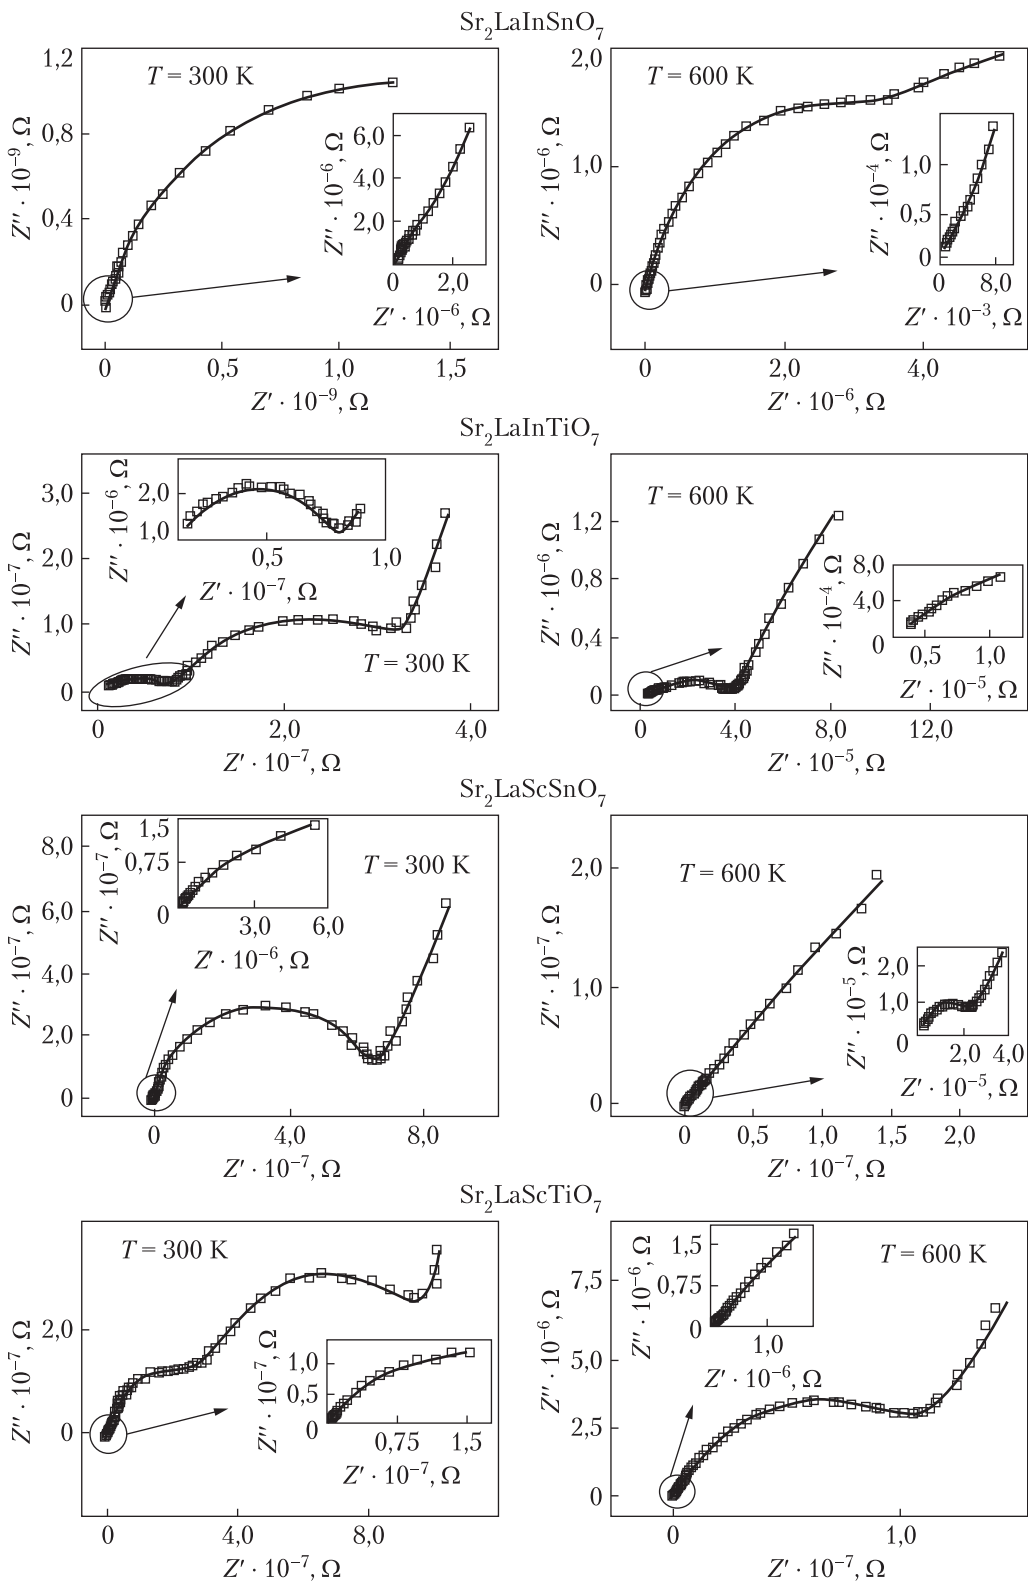 Sr₂LaInSnO₇
T = 300 K
Z″ · 10⁻⁹, Ω
1,2
0,8
0,4
0
0 0,5 1,0 1,5
Z′ · 10⁻⁹, Ω
Z″ · 10⁻⁶, Ω
6,0
4,0
2,0
0 2,0
Z′ · 10⁻⁶, Ω
T = 600 K
Z″ · 10⁻⁶, Ω
2,0
1,0
0
0 2,0 4,0
Z′ · 10⁻⁶, Ω
Z″ · 10⁻⁴, Ω
1,0
0,5
0
0 8,0
Z′ · 10⁻³, Ω
Sr₂LaInTiO₇
Z″ · 10⁻⁷, Ω
3,0
2,0
1,0
0
0 2,0 4,0
Z′ · 10⁻⁷, Ω
T = 300 K
Z″ · 10⁻⁶, Ω
2,0
1,0
0,5 1,0
Z′ · 10⁻⁷, Ω
T = 600 K
Z″ · 10⁻⁶, Ω
1,2
0,8
0,4
0
0 4,0 8,0 12,0
Z′ · 10⁻⁵, Ω
Z″ · 10⁻⁴, Ω
8,0
4,0
0
0,5 1,0
Z′ · 10⁻⁵, Ω
Sr₂LaScSnO₇
Z″ · 10⁻⁷, Ω
8,0
6,0
4,0
2,0
0
0 4,0 8,0
Z′ · 10⁻⁷, Ω
T = 300 K
Z″ · 10⁻⁷, Ω
1,5
0,75
0
3,0 6,0
Z′ · 10⁻⁶, Ω
T = 600 K
Z″ · 10⁻⁷, Ω
2,0
1,0
0
0 0,5 1,0 1,5 2,0
Z′ · 10⁻⁷, Ω
Z″ · 10⁻⁵, Ω
2,0
1,0
0
2,0 4,0
Z′ · 10⁻⁵, Ω
Sr₂LaScTiO₇
T = 300 K
Z″ · 10⁻⁷, Ω
2,0
0
0 4,0 8,0
Z′ · 10⁻⁷, Ω
Z″ · 10⁻⁷, Ω
1,0
0,5
0
0,75 1,5
Z′ · 10⁻⁷, Ω
T = 600 K
Z″ · 10⁻⁶, Ω
7,5
5,0
2,5
0
0 1,0
Z′ · 10⁻⁷, Ω
Z″ · 10⁻⁶, Ω
1,5
0,75
0
1,0
Z′ · 10⁻⁶, Ω